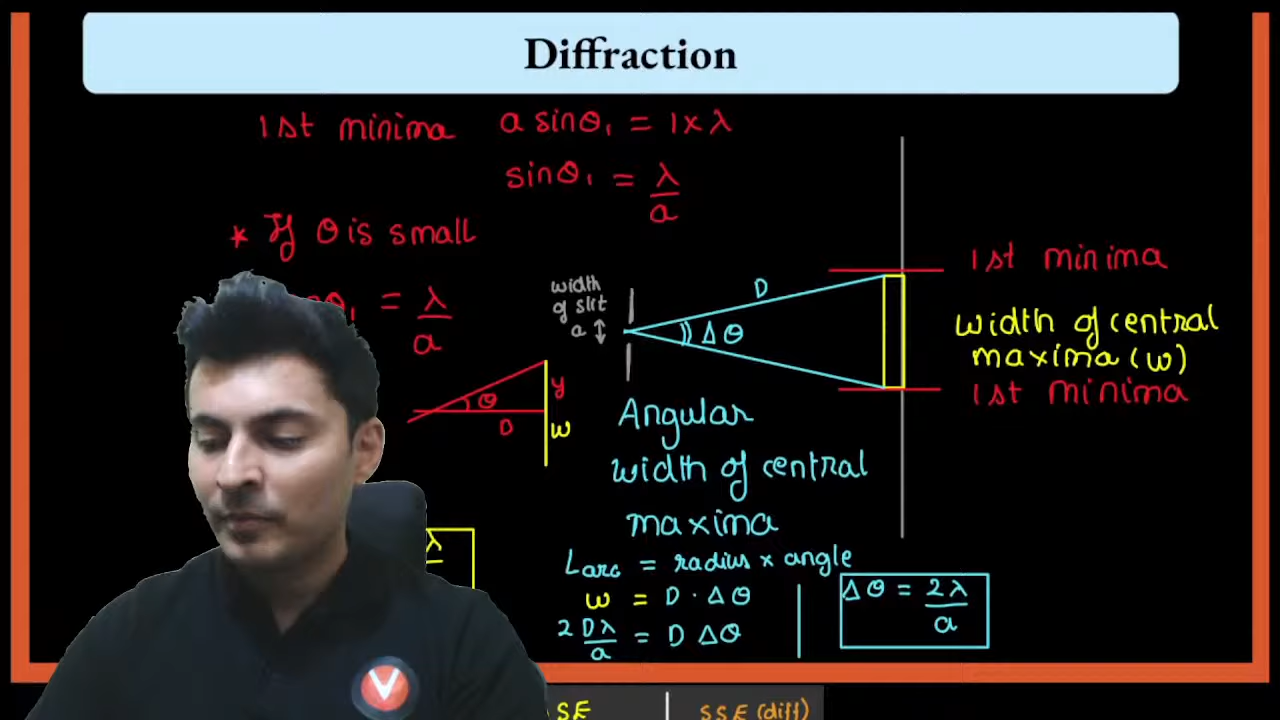 Diffraction
1st minima a sinθ₁ = 1×λ
sinθ₁ = λ/a
* If θ is small
θ₁ = λ/a
width
of slit
a
D
Δθ
1st minima
width of central
maxima (w)
1st minima
θ
y
D
w
Angular
width of central
maxima
λ
Larc = radius × angle
w = D · Δθ
2Dλ/a = D Δθ
Δθ = 2λ/a
V
SSE (diff)